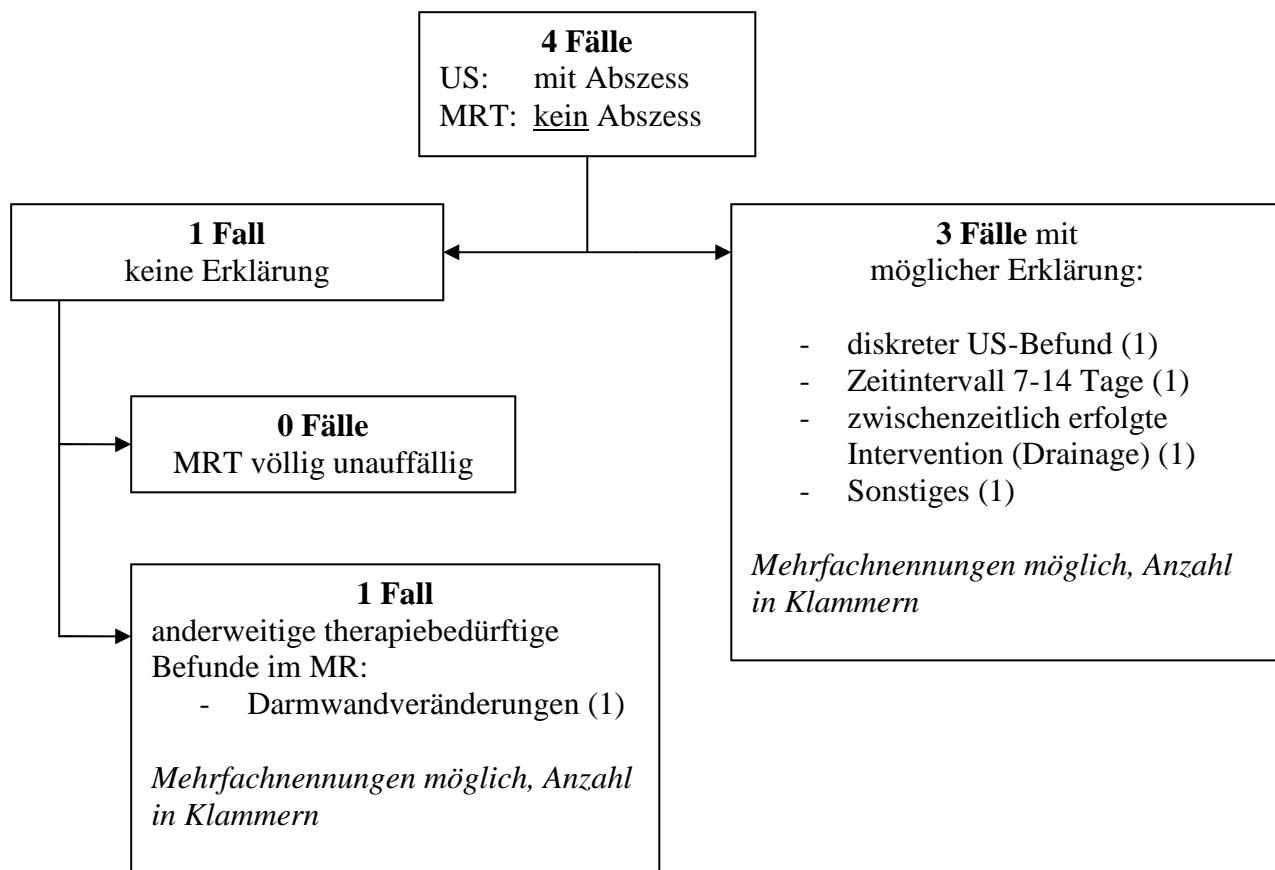 4 Fälle
US: mit Abszess
MRT: kein Abszess
1 Fall
keine Erklärung
3 Fälle mit
möglicher Erklärung:
- diskreter US-Befund (1)
- Zeitintervall 7-14 Tage (1)
- zwischenzeitlich erfolgte
Intervention (Drainage) (1)
- Sonstiges (1)
Mehrfachnennungen möglich, Anzahl
in Klammern
0 Fälle
MRT völlig unauffällig
1 Fall
anderweitige therapiebedürftige
Befunde im MR:
- Darmwandveränderungen (1)
Mehrfachnennungen möglich, Anzahl
in Klammern